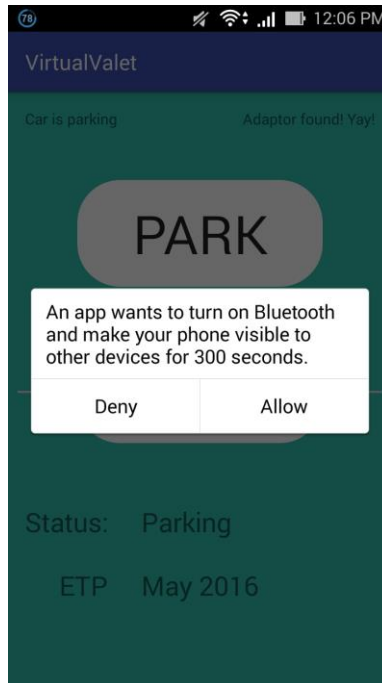 78 12:06 PM
VirtualValet
Car is parking Adaptor found! Yay!
PARK
An app wants to turn on Bluetooth
and make your phone visible to
other devices for 300 seconds.
Deny Allow
Status: Parking
ETP May 2016